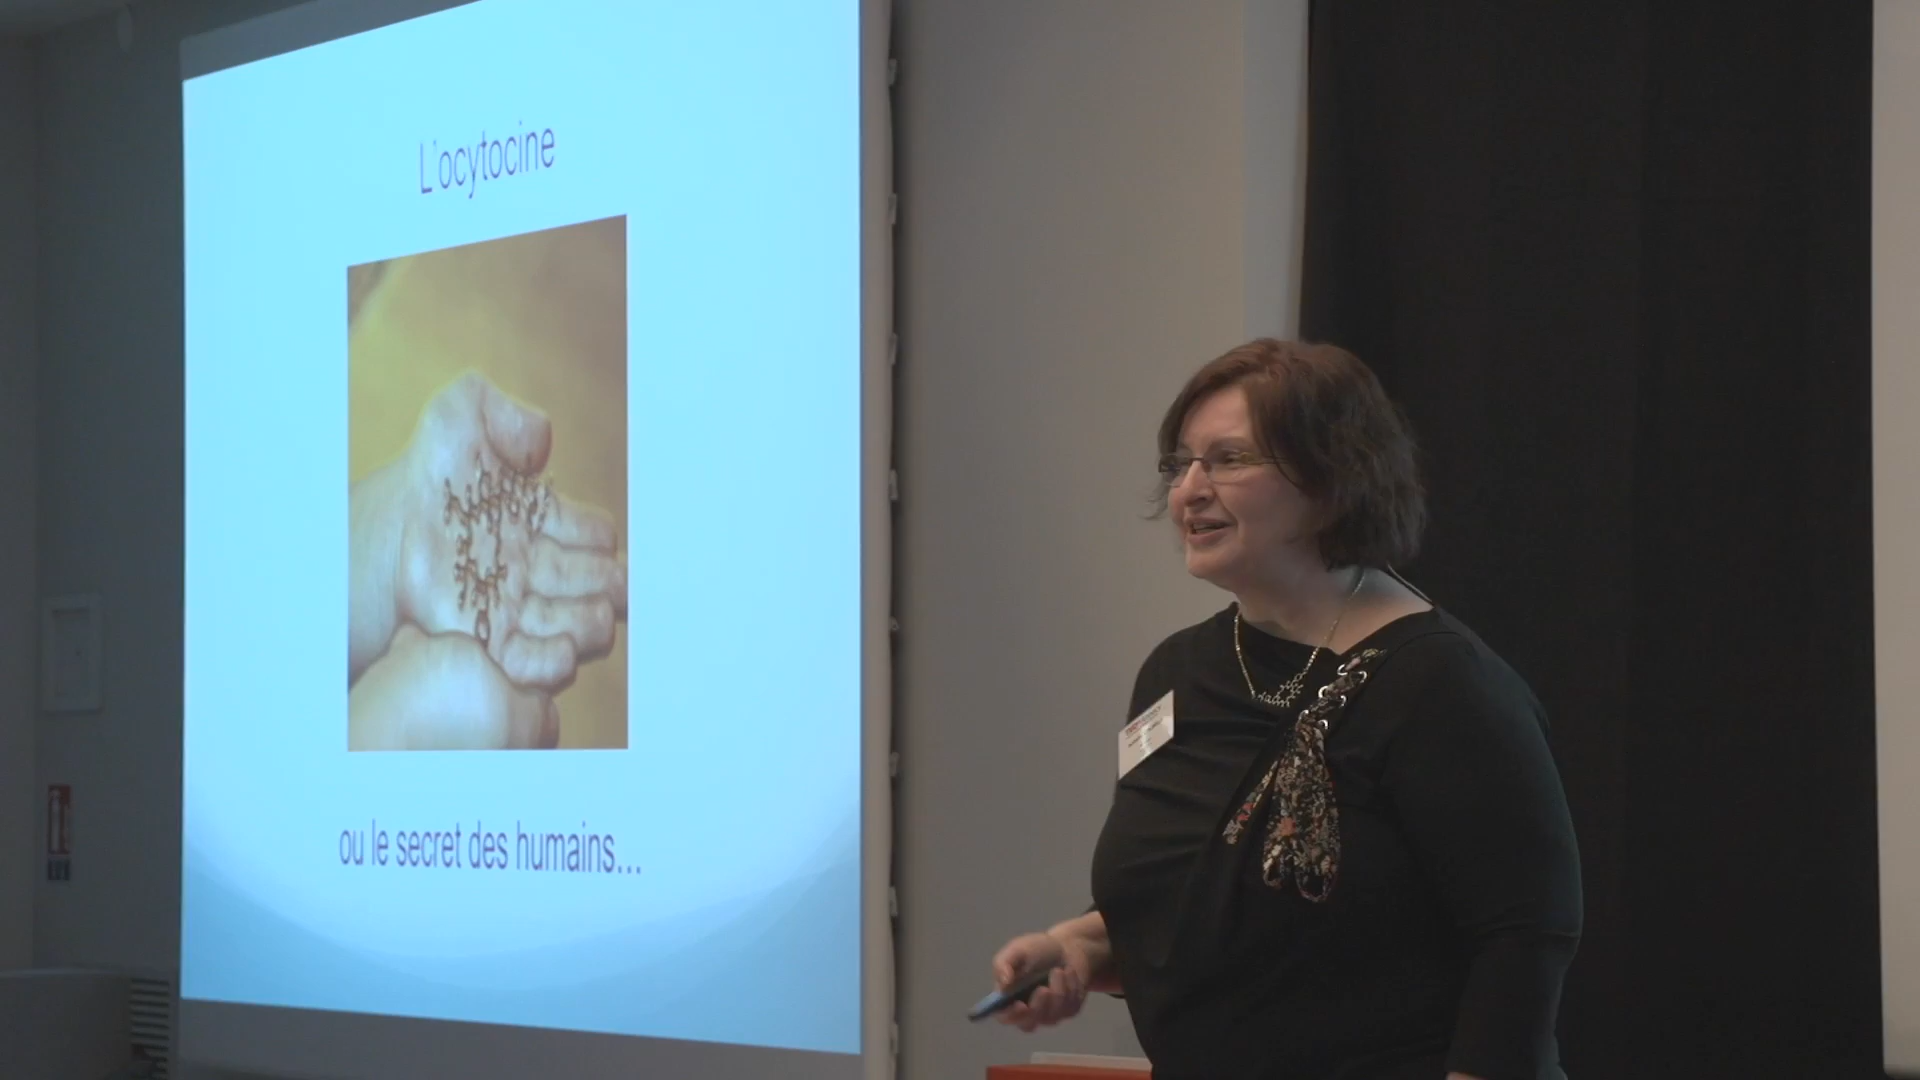 L'ocytocine
ou le secret des humains...